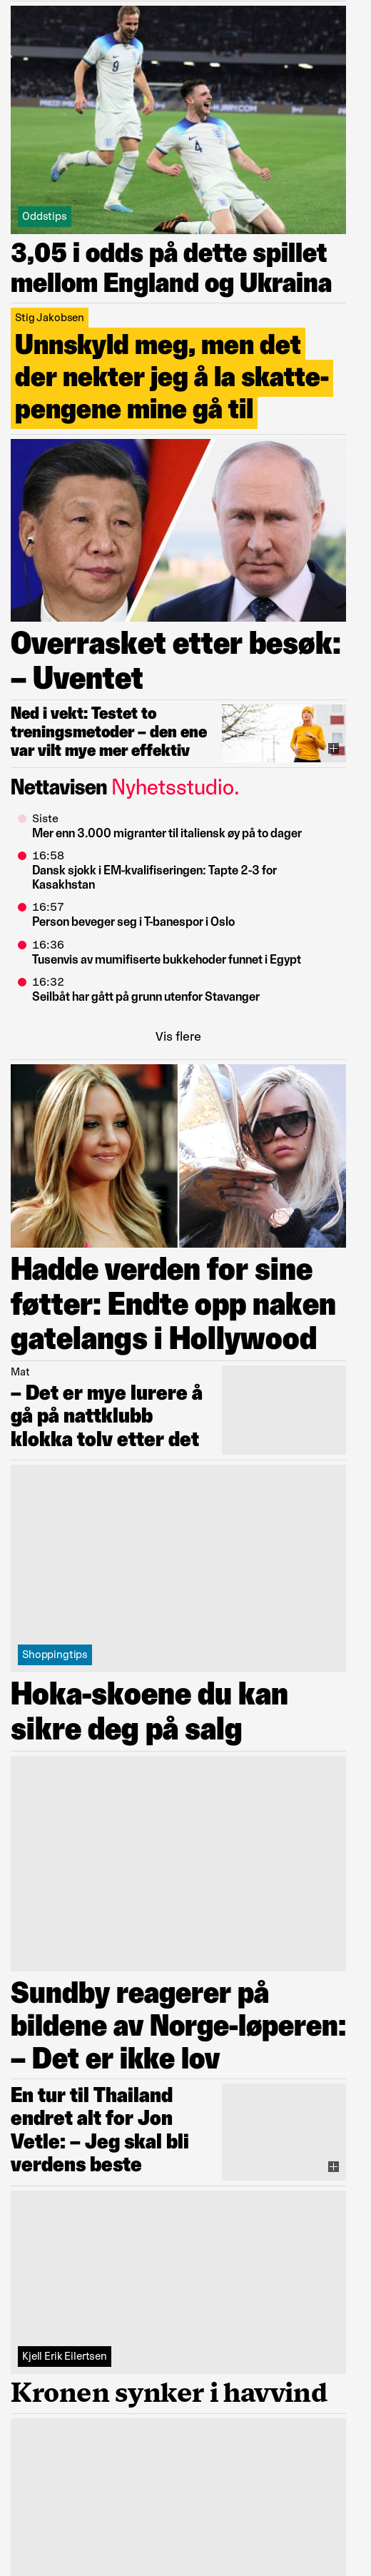 Oddstips
3,05 i odds på dette spillet
mellom England og Ukraina
Stig Jakobsen
Unnskyld meg, men det
der nekter jeg å la skatte-
pengene mine gå til
Overrasket etter besøk:
– Uventet
Ned i vekt: Testet to
treningsmetoder – den ene
var vilt mye mer effektiv
Nettavisen Nyhetsstudio.
Siste
Mer enn 3.000 migranter til italiensk øy på to dager
16:58
Dansk sjokk i EM-kvalifiseringen: Tapte 2-3 for
Kasakhstan
16:57
Person beveger seg i T-banespor i Oslo
16:36
Tusenvis av mumifiserte bukkehoder funnet i Egypt
16:32
Seilbåt har gått på grunn utenfor Stavanger
Vis flere
Hadde verden for sine
føtter: Endte opp naken
gatelangs i Hollywood
Mat
– Det er mye lurere å
gå på nattklubb
klokka tolv etter det
Shoppingtips
Hoka-skoene du kan
sikre deg på salg
Sundby reagerer på
bildene av Norge-løperen:
– Det er ikke lov
En tur til Thailand
endret alt for Jon
Vetle: – Jeg skal bli
verdens beste
Kjell Erik Eilertsen
Kronen synker i havvind